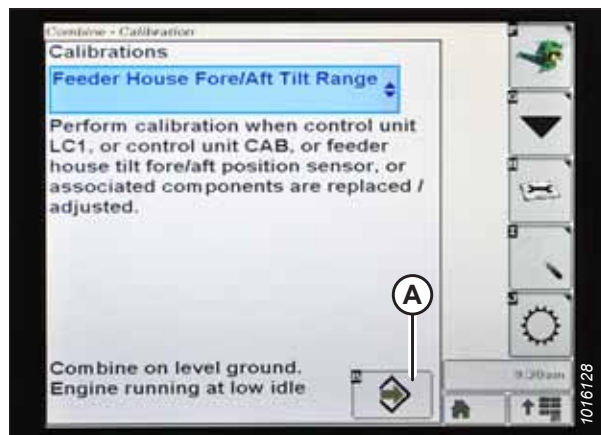 Combine - Calibration
Calibrations
Feeder House Fore/Aft Tilt Range
Perform calibration when control unit
LC1, or control unit CAB, or feeder
house tilt fore/aft position sensor, or
associated components are replaced /
adjusted.
A
Combine on level ground.
Engine running at low idle
9:20am
1016128